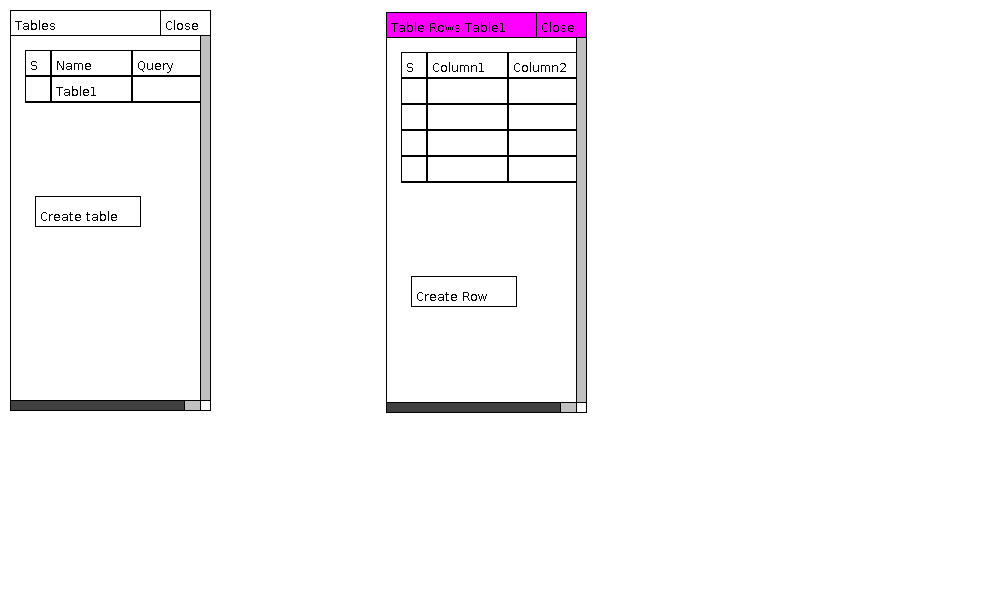 Tables Close
S Name Query
Table1
Create table
Table Rows Table1 Close
S Column1 Column2
Create Row